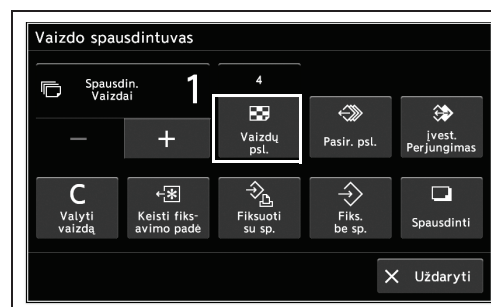 Vaizdo spausdintuvas
Spausdin.
Vaizdai
1
4
− +
Vaizdų
psl.
Pasir. psl.
įvest.
Perjungimas
C
Valyti
vaizdą
Keisti fiks-
avimo padė
Fiksuoti
su sp.
Fiks.
be sp.
Spausdinti
× Uždaryti